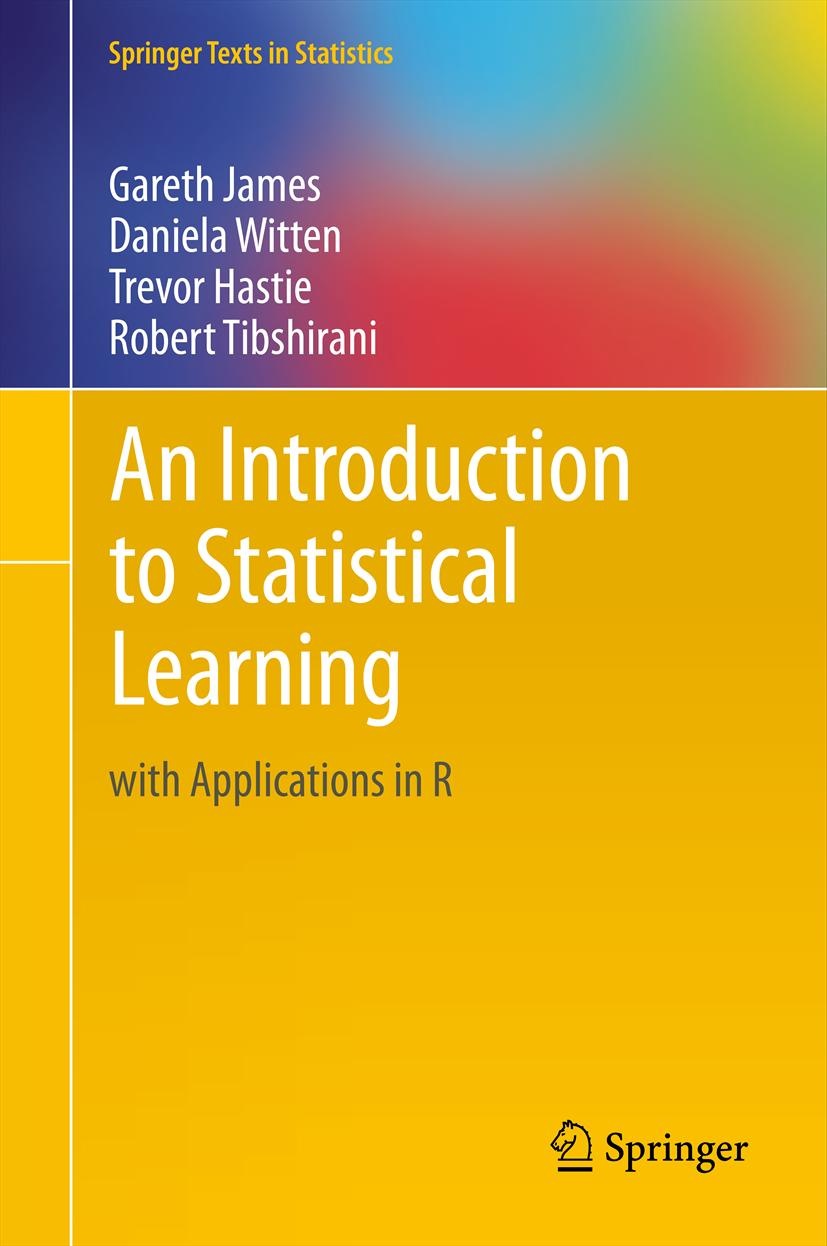 Springer Texts in Statistics
Gareth James
Daniela Witten
Trevor Hastie
Robert Tibshirani
An Introduction
to Statistical
Learning
with Applications in R
Springer